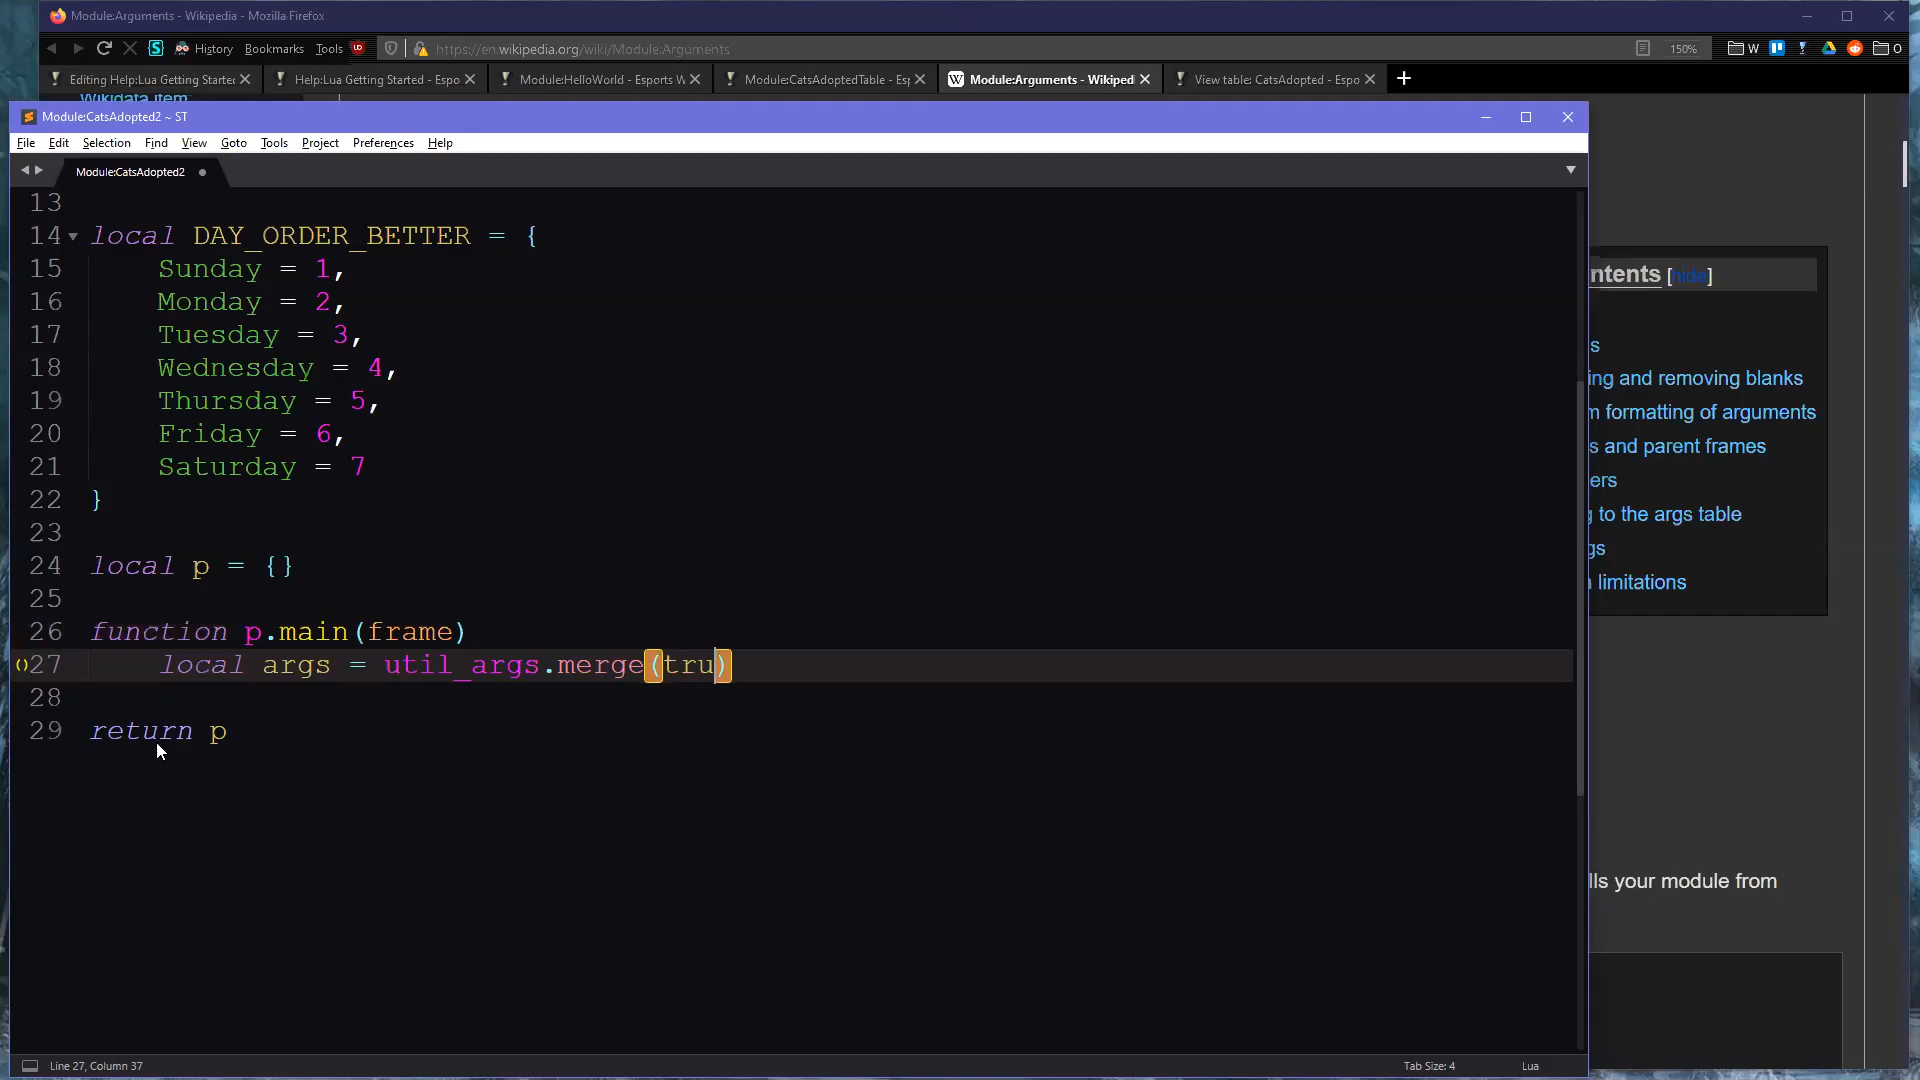 Module:Arguments - Wikipedia - Mozilla Firefox
History Bookmarks Tools https://en.wikipedia.org/wiki/Module:Arguments 150% W O
Editing Help:Lua Getting Starte Help:Lua Getting Started - Espo Module:HelloWorld - Esports W Module:CatsAdoptedTable - Esp Module:Arguments - Wikiped View table: CatsAdopted - Espo
Wikidata item
Module:CatsAdopted2 ~ ST
File Edit Selection Find View Goto Tools Project Preferences Help
Module:CatsAdopted2
13
14 local DAY_ORDER_BETTER = {
15 Sunday = 1,
16 Monday = 2,
17 Tuesday = 3,
18 Wednesday = 4,
19 Thursday = 5,
20 Friday = 6,
21 Saturday = 7
22 }
23
24 local p = {}
25
26 function p.main(frame)
27 local args = util_args.merge(tru)
28
29 return p
ntents [hide]
s
ing and removing blanks
m formatting of arguments
s and parent frames
ers
g to the args table
gs
limitations
lls your module from
Line 27, Column 37
Tab Size: 4 Lua